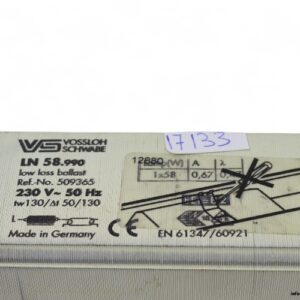 17133
VS VOSSLOH
SCHWABE
LN 58.990
low loss ballast
Ref.-No. 509365
230 V~ 50 Hz
tw130/Δt 50/130
L
Made in Germany
12880
(W) A λ
1x58 0,67
EN 61347/60921